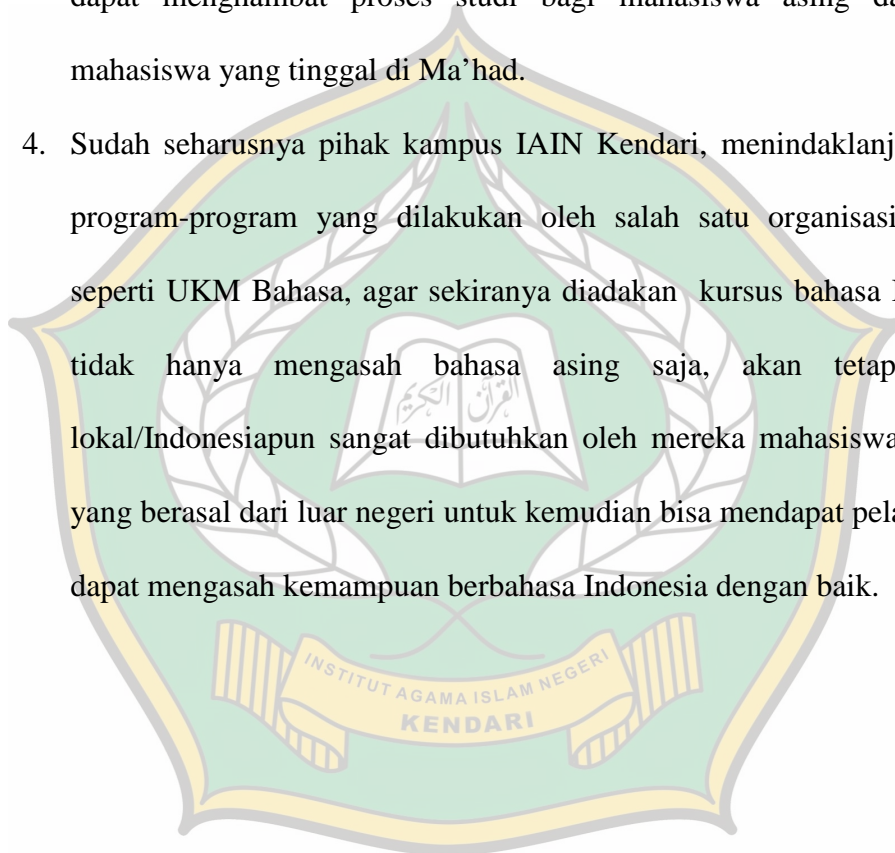 dapat menghambat proses studi bagi mahasiswa asing da
mahasiswa yang tinggal di Ma’had.
4. Sudah seharusnya pihak kampus IAIN Kendari, menindaklanj
program-program yang dilakukan oleh salah satu organisasi
seperti UKM Bahasa, agar sekiranya diadakan kursus bahasa I
tidak hanya mengasah bahasa asing saja, akan tetap
القرآن الكريم
lokal/Indonesiapun sangat dibutuhkan oleh mereka mahasiswa
yang berasal dari luar negeri untuk kemudian bisa mendapat pela
dapat mengasah kemampuan berbahasa Indonesia dengan baik.
INSTITUT AGAMA ISLAM NEGERI
KENDARI